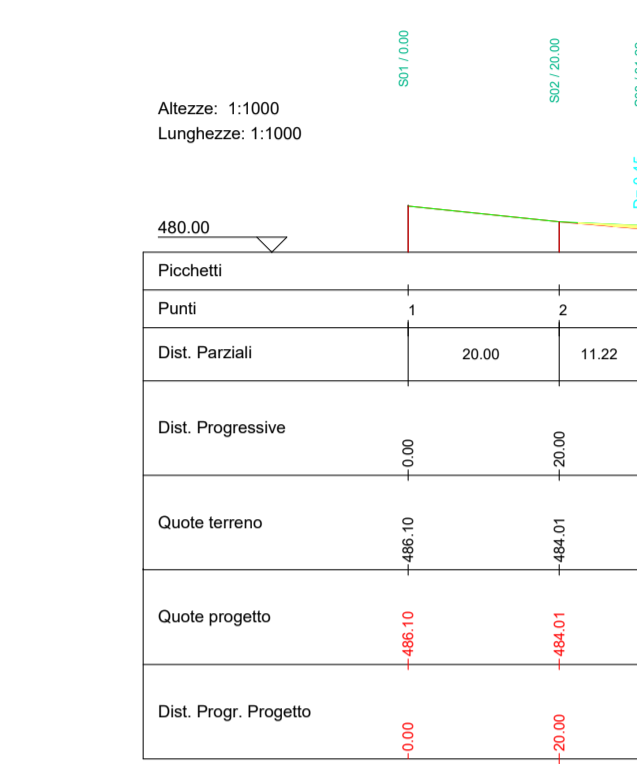 S01 / 0.00
S02 / 20.00
Altezze: 1:1000
Lunghezze: 1:1000
480.00
Picchetti
Punti 1 2
Dist. Parziali 20.00 11.22
Dist. Progressive 0.00 20.00
Quote terreno 486.10 484.01
Quote progetto 486.10 484.01
Dist. Progr. Progetto 0.00 20.00